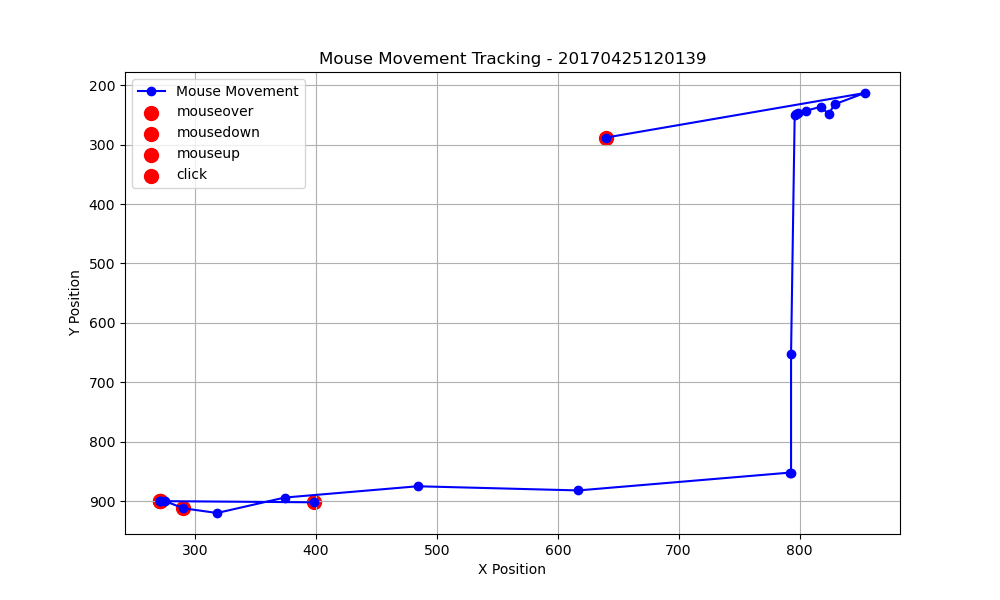 Mouse Movement Tracking - 20170425120139
Mouse Movement
mouseover
mousedown
mouseup
click
200
300
400
500
600
700
800
900
Y Position
300 400 500 600 700 800
X Position